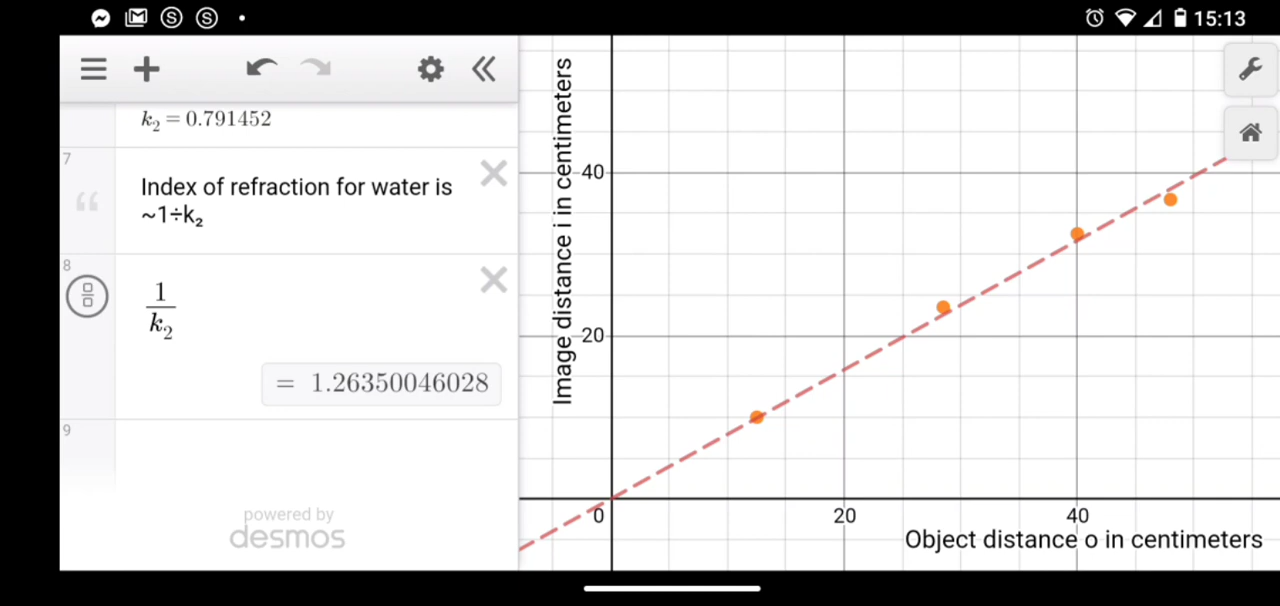 15:13
k₂ = 0.791452
7
Index of refraction for water is
~1÷k₂
8
1
k₂
= 1.26350046028
9
powered by
desmos
Image distance i in centimeters
40
20
0
20
40
Object distance o in centimeters